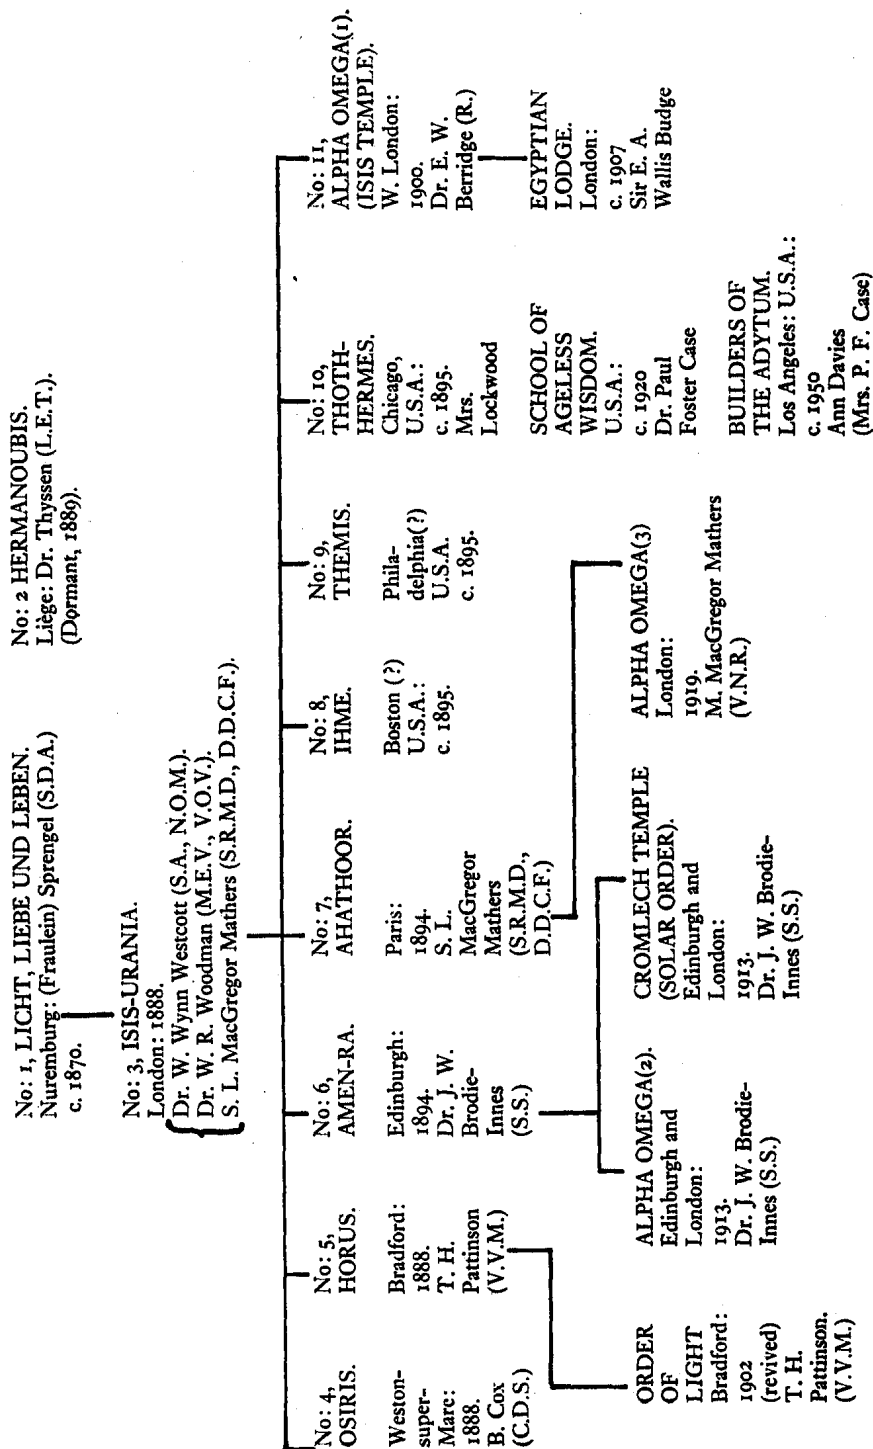 No: 1, LICHT, LIEBE UND LEBEN.
Nuremburg: (Fraulein) Sprengel (S.D.A.)
c. 1870.
No: 2 HERMANOUBIS.
Liège: Dr. Thyssen (L.E.T.).
(Dormant, 1889).
No: 3, ISIS-URANIA.
London: 1888.
Dr. W. Wynn Westcott (S.A., N.O.M.).
Dr. W. R. Woodman (M.E.V., V.O.V.).
S. L. MacGregor Mathers (S.R.M.D., D.D.C.F.).
No: 4,
OSIRIS.
Weston-
super-
Mare:
1888.
B. Cox
(C.D.S.)
No: 5,
HORUS.
Bradford:
1888.
T. H.
Pattinson
(V.V.M.)
No: 6,
AMEN-RA.
Edinburgh:
1894.
Dr. J. W.
Brodie-
Innes
(S.S.)
No: 7,
AHATHOOR.
Paris:
1894.
S. L.
MacGregor
Mathers
(S.R.M.D.,
D.D.C.F.)
No: 8,
IHME.
Boston (?)
U.S.A.:
c. 1895.
No: 9,
THEMIS.
Phila-
delphia(?)
U.S.A.
c. 1895.
No: 10,
THOTH-
HERMES.
Chicago,
U.S.A.:
c. 1895.
Mrs.
Lockwood
No: 11,
ALPHA OMEGA(1).
(ISIS TEMPLE).
W. London:
1900.
Dr. E. W.
Berridge (R.)
ORDER
OF
LIGHT
Bradford:
1902
(revived)
T. H.
Pattinson.
(V.V.M.)
ALPHA OMEGA(2).
Edinburgh and
London:
1913.
Dr. J. W. Brodie-
Innes (S.S.)
CROMLECH TEMPLE
(SOLAR ORDER).
Edinburgh and
London:
1913.
Dr. J. W. Brodie-
Innes (S.S.)
ALPHA OMEGA(3)
London:
1919.
M. MacGregor Mathers
(V.N.R.)
SCHOOL OF
AGELESS
WISDOM.
U.S.A.:
c. 1920
Dr. Paul
Foster Case
BUILDERS OF
THE ADYTUM.
Los Angeles: U.S.A.:
c. 1950
Ann Davies
(Mrs. P. F. Case)
EGYPTIAN
LODGE.
London:
c. 1907
Sir E. A.
Wallis Budge